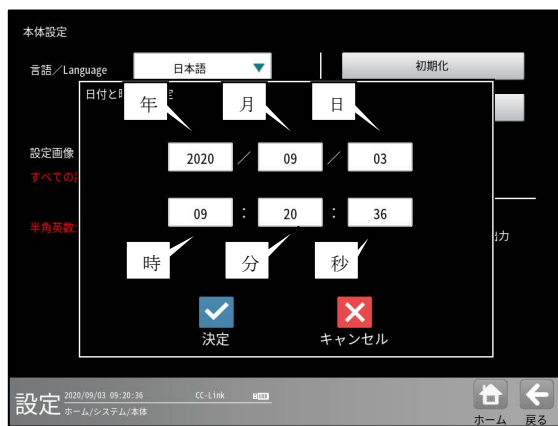 本体設定
言語／Language
日本語
初期化
日付と
年
月
日
設定画像
すべての
2020 ／ 09 ／ 03
半角英数
09 : 20 : 36
出力
時
分
秒
決定
キャンセル
設定
2020/09/03 09:20:36
CC-Link
ホーム/システム/本体
ホーム
戻る